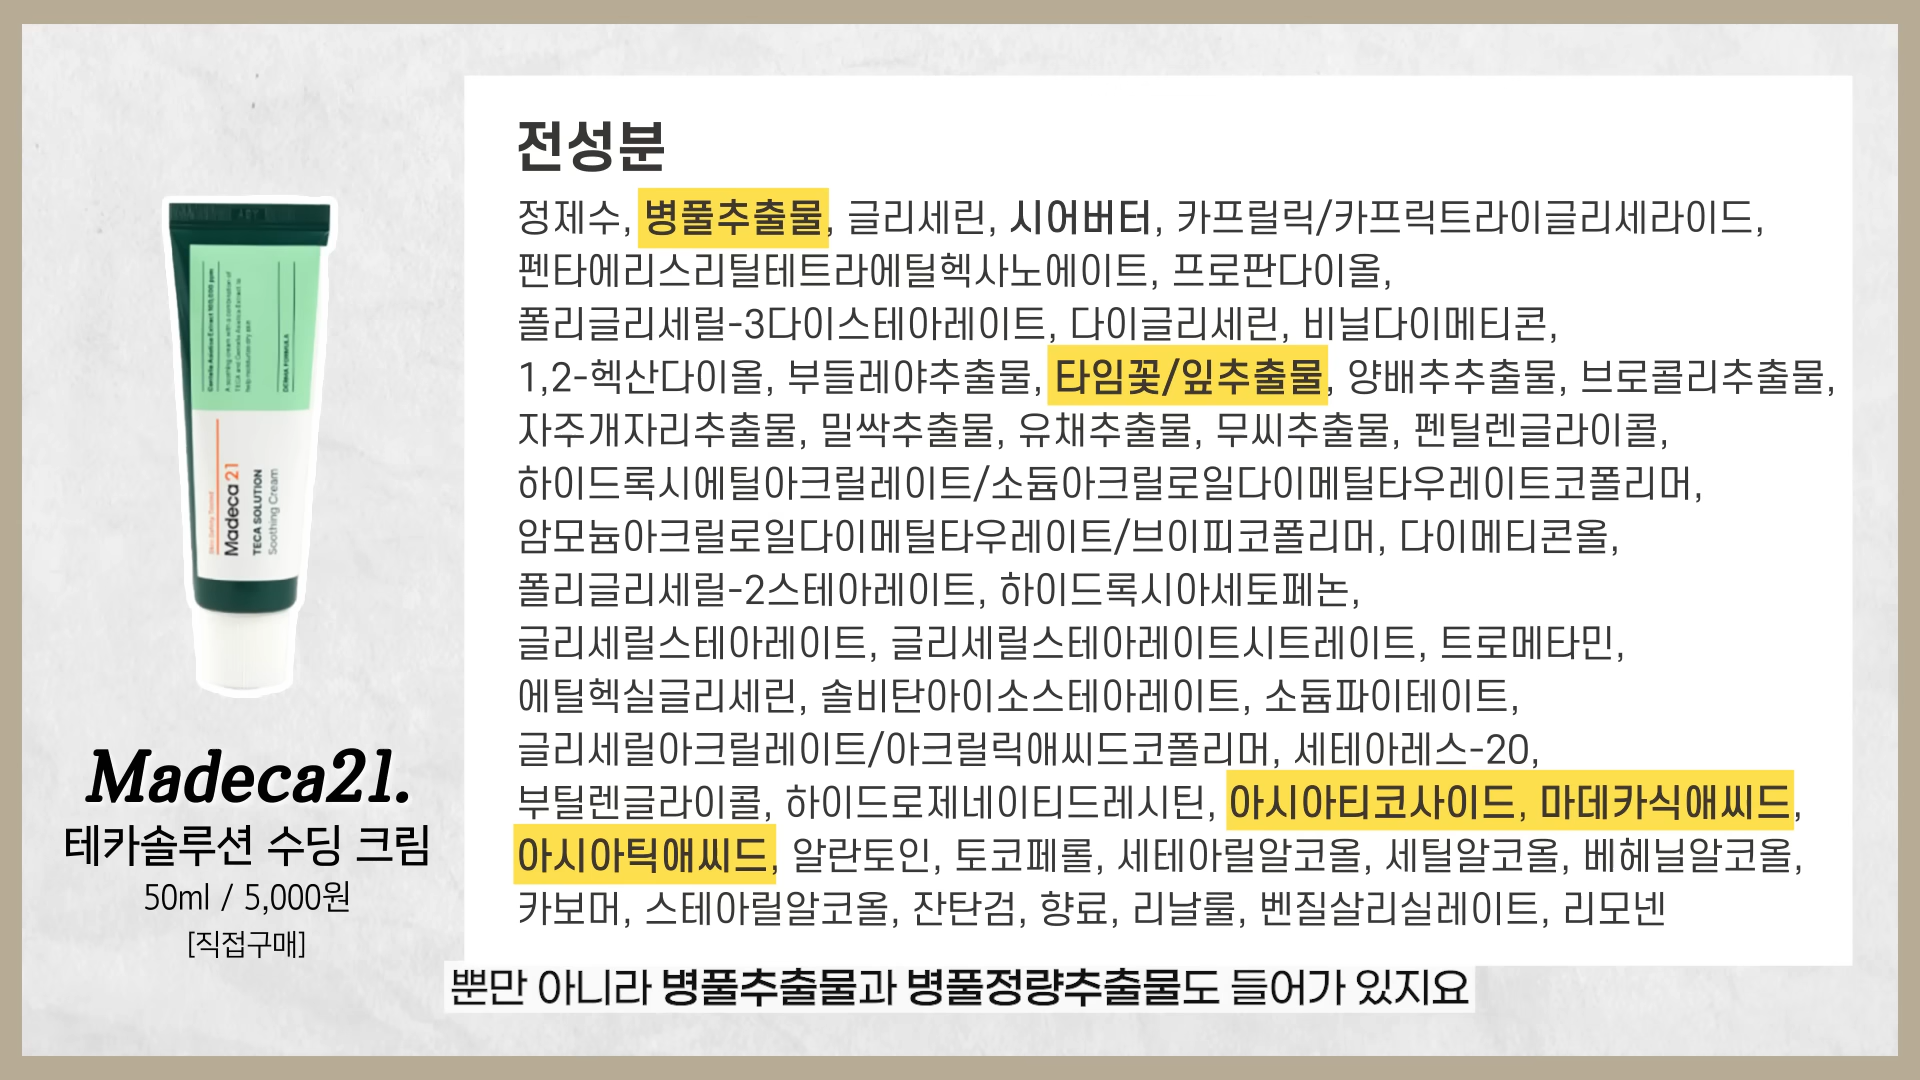 전성분
정제수, 병풀추출물, 글리세린, 시어버터, 카프릴릭/카프릭트라이글리세라이드,
펜타에리스리틸테트라에틸헥사노에이트, 프로판다이올,
폴리글리세릴-3다이스테아레이트, 다이글리세린, 비닐다이메티콘,
1,2-헥산다이올, 부들레야추출물, 타임꽃/잎추출물, 양배추추출물, 브로콜리추출물,
자주개자리추출물, 밀싹추출물, 유채추출물, 무씨추출물, 펜틸렌글라이콜,
하이드록시에틸아크릴레이트/소듐아크릴로일다이메틸타우레이트코폴리머,
암모늄아크릴로일다이메틸타우레이트/브이피코폴리머, 다이메티콘올,
폴리글리세릴-2스테아레이트, 하이드록시아세토페논,
글리세릴스테아레이트, 글리세릴스테아레이트시트레이트, 트로메타민,
에틸헥실글리세린, 솔비탄아이소스테아레이트, 소듐파이테이트,
글리세릴아크릴레이트/아크릴릭애씨드코폴리머, 세테아레스-20,
부틸렌글라이콜, 하이드로제네이티드레시틴, 아시아티코사이드, 마데카식애씨드,
아시아틱애씨드, 알란토인, 토코페롤, 세테아릴알코올, 세틸알코올, 베헤닐알코올,
카보머, 스테아릴알코올, 잔탄검, 향료, 리날룰, 벤질살리실레이트, 리모넨
Madeca 21
TECA SOLUTION
Soothing Cream
DERMA FORMULA
Madeca21.
테카솔루션 수딩 크림
50ml / 5,000원
[직접구매]
뿐만 아니라 병풀추출물과 병풀정량추출물도 들어가 있지요